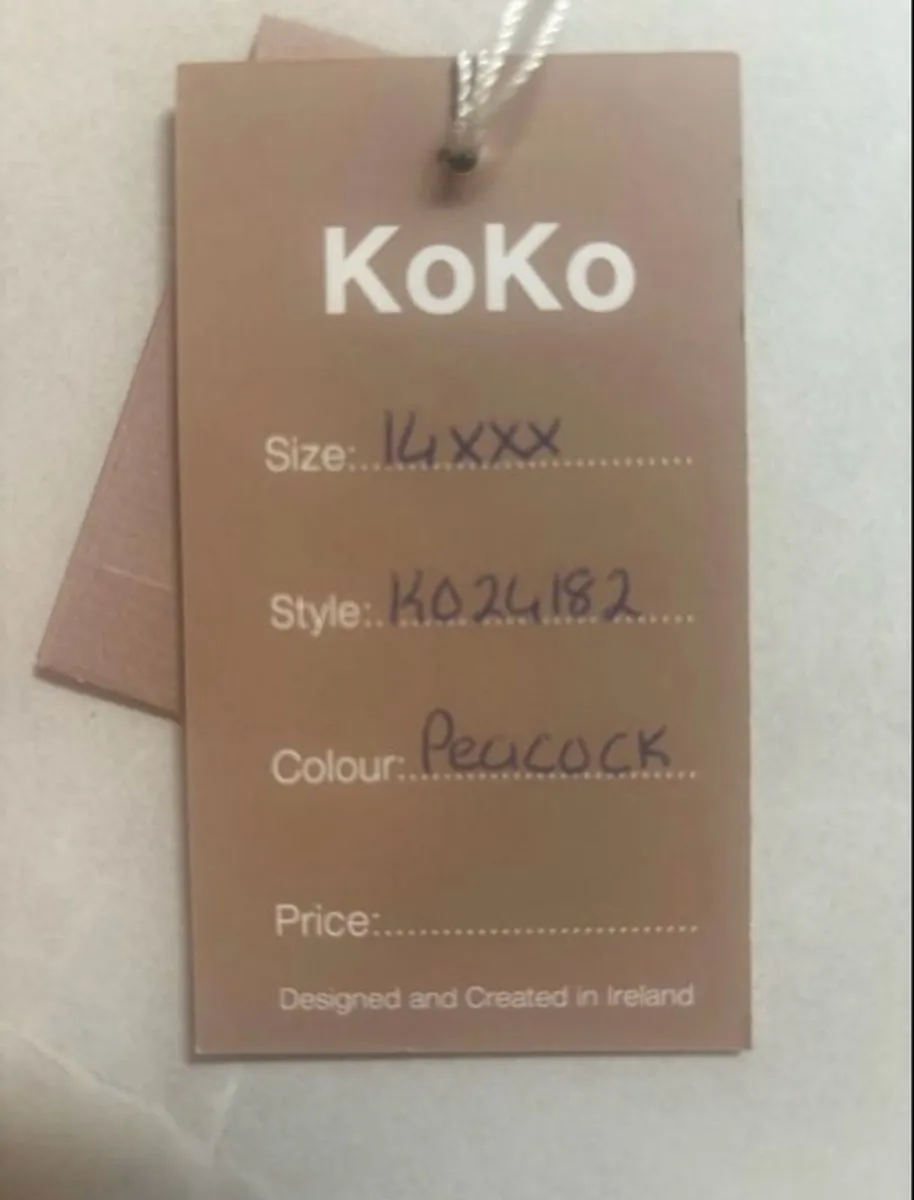 KoKo
Size:..14xxx..............
Style:..KO24182........
Colour:..Peacock.....
Price:................................
Designed and Created in Ireland